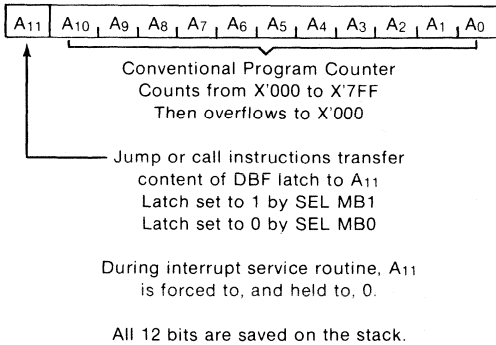 A11 A10 A9 A8 A7 A6 A5 A4 A3 A2 A1 A0
Conventional Program Counter
Counts from X'000 to X'7FF
Then overflows to X'000
Jump or call instructions transfer
content of DBF latch to A11
Latch set to 1 by SEL MB1
Latch set to 0 by SEL MB0
During interrupt service routine, A11
is forced to, and held to, 0.
All 12 bits are saved on the stack.